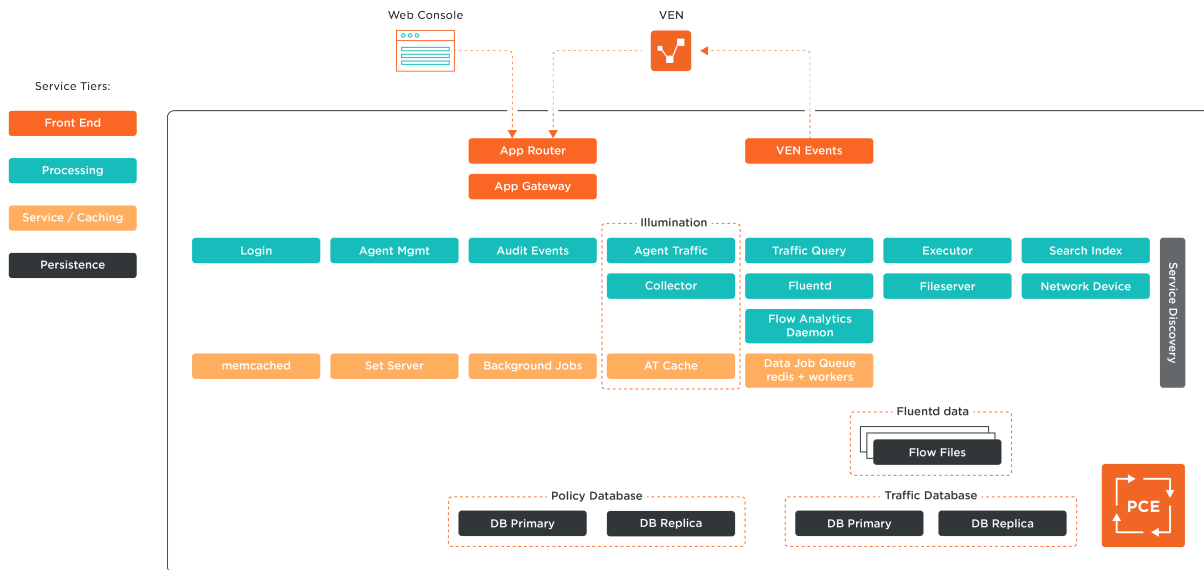 Web Console
VEN
Service Tiers:
Front End
Processing
Service / Caching
Persistence
App Router
VEN Events
App Gateway
Illumination
Login
Agent Mgmt
Audit Events
Agent Traffic
Traffic Query
Executor
Search Index
Collector
Fluentd
Fileserver
Network Device
Flow Analytics
Daemon
Service Discovery
memcached
Set Server
Background Jobs
AT Cache
Data Job Queue
redis + workers
Fluentd data
Flow Files
Policy Database
DB Primary
DB Replica
Traffic Database
DB Primary
DB Replica
PCE